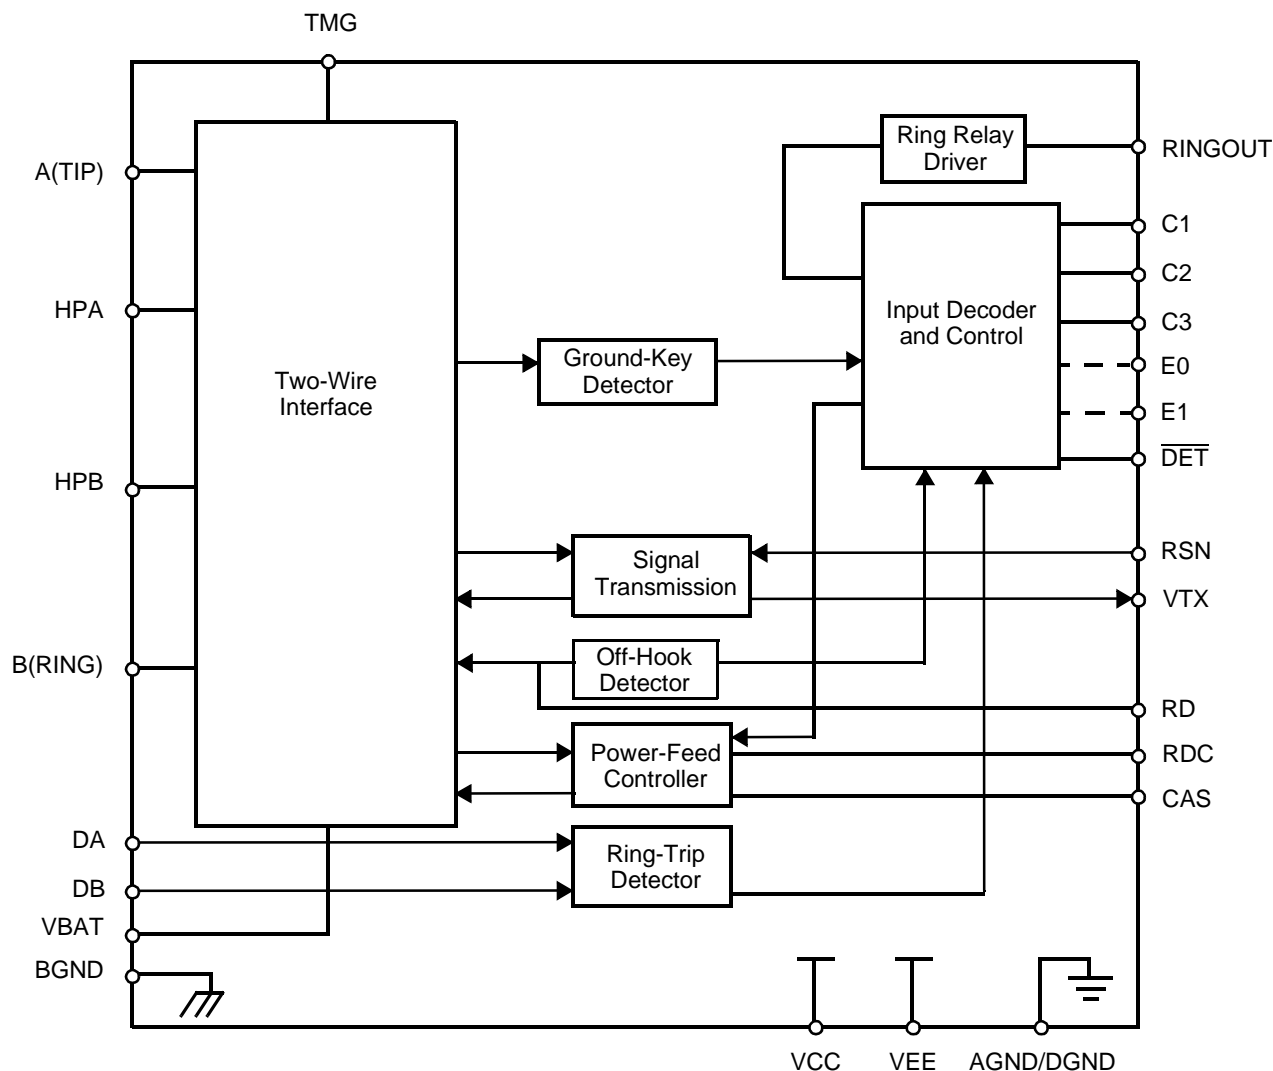 TMG
Ring Relay
Driver
RINGOUT
A(TIP)
C1
C2
HPA
Input Decoder
and Control
C3
Ground-Key
Detector
E0
Two-Wire
Interface
E1
DET
HPB
Signal
Transmission
RSN
VTX
B(RING)
Off-Hook
Detector
RD
Power-Feed
Controller
RDC
CAS
DA
Ring-Trip
Detector
DB
VBAT
BGND
VCC
VEE
AGND/DGND